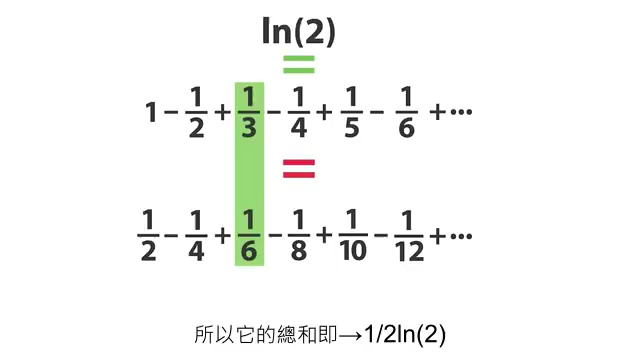 ln(2)
=
1 − 1/2 + 1/3 − 1/4 + 1/5 − 1/6 + ···
=
1/2 − 1/4 + 1/6 − 1/8 + 1/10 − 1/12 + ···
所以它的總和即→1/2ln(2)